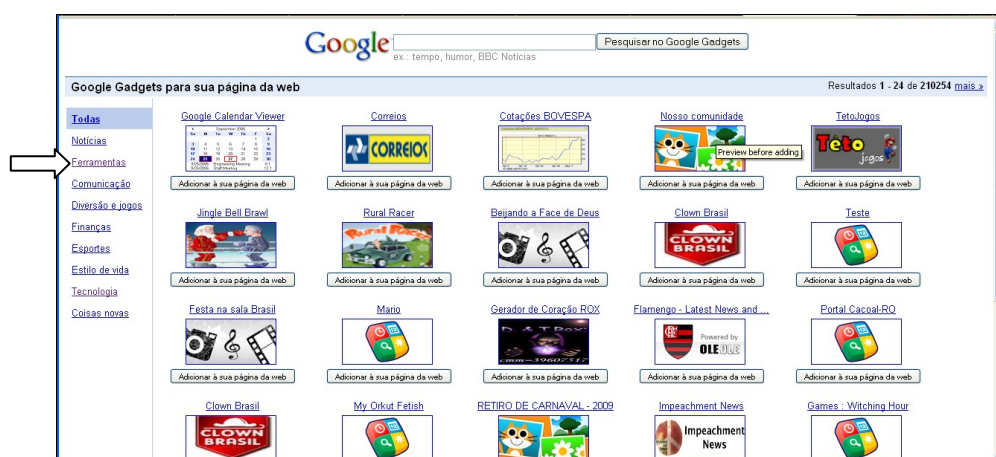 Google
Pesquisar no Google Gadgets
ex.: tempo, humor, BBC Notícias
Google Gadgets para sua página da web
Resultados 1 - 24 de 210254 mais »
Todas
Notícias
Ferramentas
Comunicação
Diversão e jogos
Finanças
Esportes
Estilo de vida
Tecnologia
Coisas novas
Google Calendar Viewer
Correios
Cotações BOVESPA
Nosso comunidade
TetoJogos
September 2006
CORREIOS
Preview before adding
Teto
jogos
Adicionar à sua página da web
Adicionar à sua página da web
Adicionar à sua página da web
Adicionar à sua página da web
Adicionar à sua página da web
Jingle Bell Brawl
Rural Racer
Beijando a Face de Deus
Clown Brasil
Teste
Rural Racer
CLOWN
BRASIL
Adicionar à sua página da web
Adicionar à sua página da web
Adicionar à sua página da web
Adicionar à sua página da web
Adicionar à sua página da web
Festa na sala Brasil
Mario
Gerador de Coração ROX
Flamengo - Latest News and ...
Portal Cacoal-RO
D. & T Rox
cmm=39607517
Powered by
OLEOLE
Adicionar à sua página da web
Adicionar à sua página da web
Adicionar à sua página da web
Adicionar à sua página da web
Adicionar à sua página da web
Clown Brasil
My Orkut Fetish
RETIRO DE CARNAVAL - 2009
Impeachment News
Games : Witching Hour
CLOWN
BRASIL
Impeachment
News